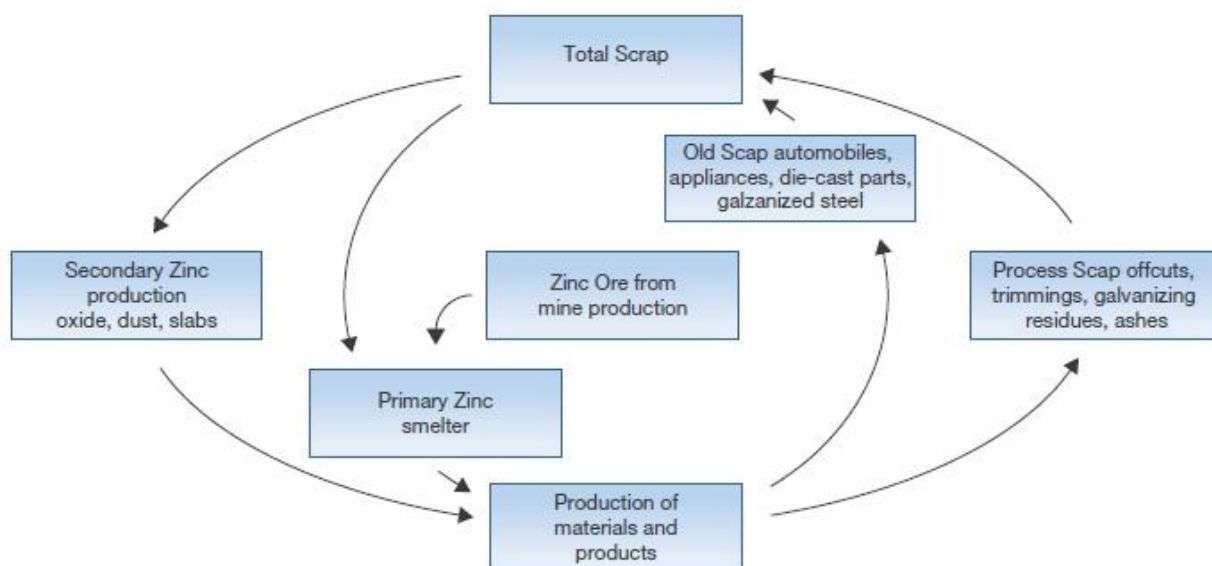 Total Scrap
Old Scap automobiles,
appliances, die-cast parts,
galzanized steel
Secondary Zinc
production
oxide, dust, slabs
Zinc Ore from
mine production
Process Scap offcuts,
trimmings, galvanizing
residues, ashes
Primary Zinc
smelter
Production of
materials and
products